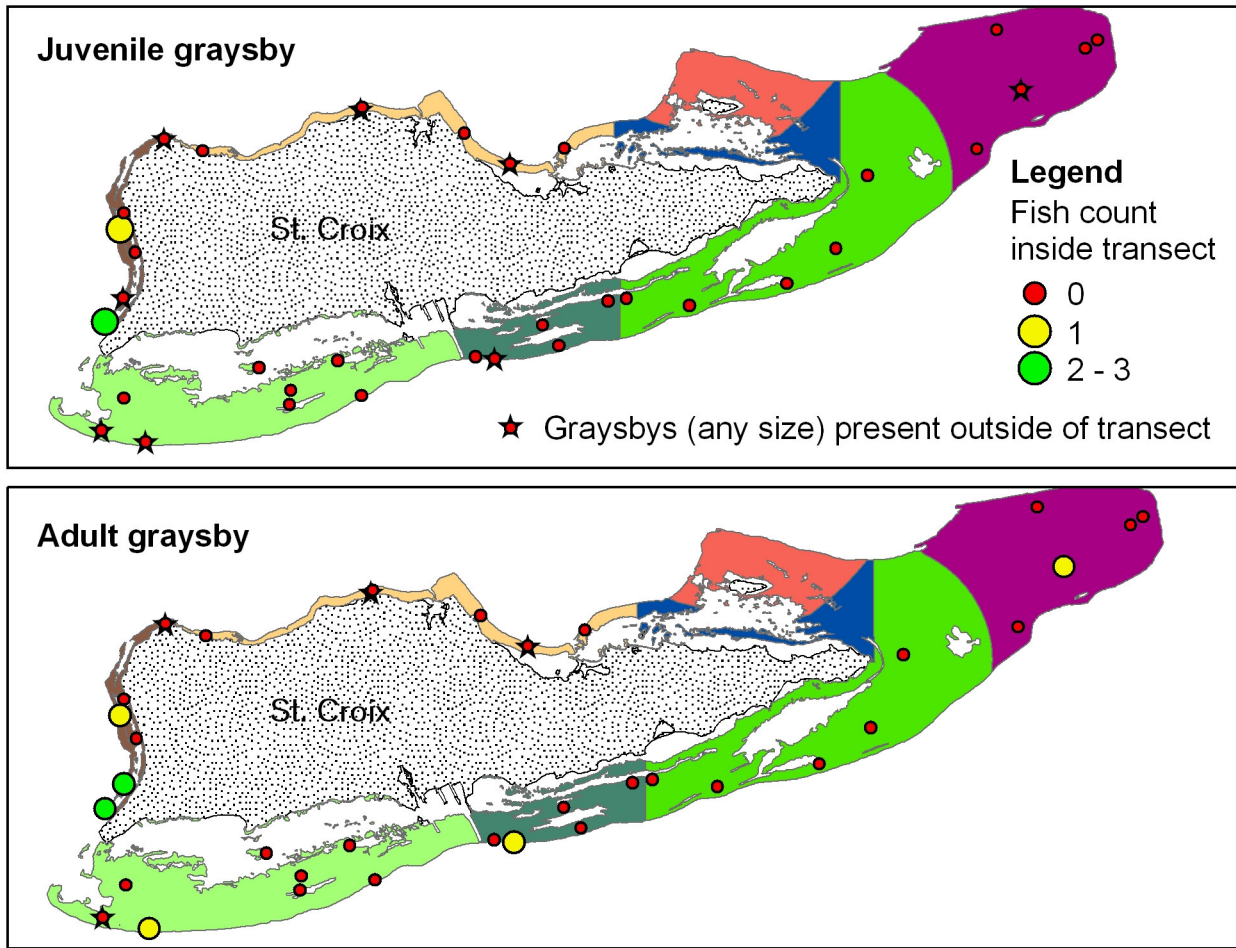 Juvenile graysby
St. Croix
Legend
Fish count
inside transect
0
1
2 - 3
Graysbys (any size) present outside of transect
Adult graysby
St. Croix